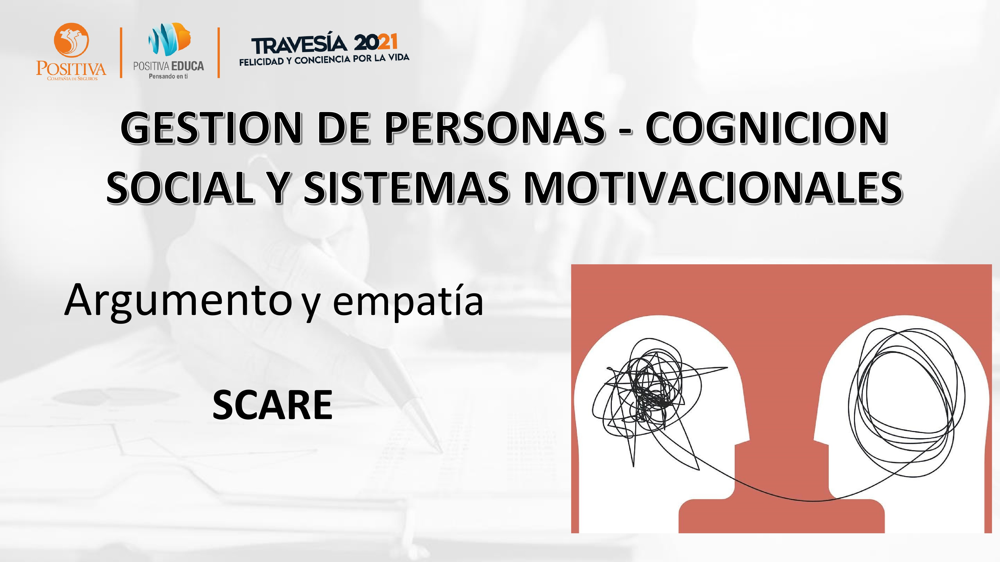 POSITIVA
COMPAÑIA DE SEGUROS
POSITIVA EDUCA
Pensando en ti
TRAVESÍA 2021
FELICIDAD Y CONCIENCIA POR LA VIDA
GESTION DE PERSONAS - COGNICION
SOCIAL Y SISTEMAS MOTIVACIONALES
Argumento y empatía
SCARE